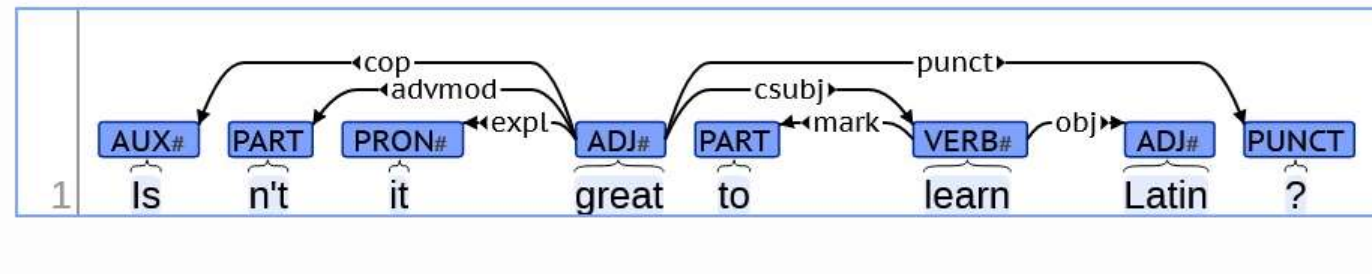 cop punct
advmod csubj
expl mark obj
AUX# PART PRON# ADJ# PART VERB# ADJ# PUNCT
1 Is n't it great to learn Latin ?